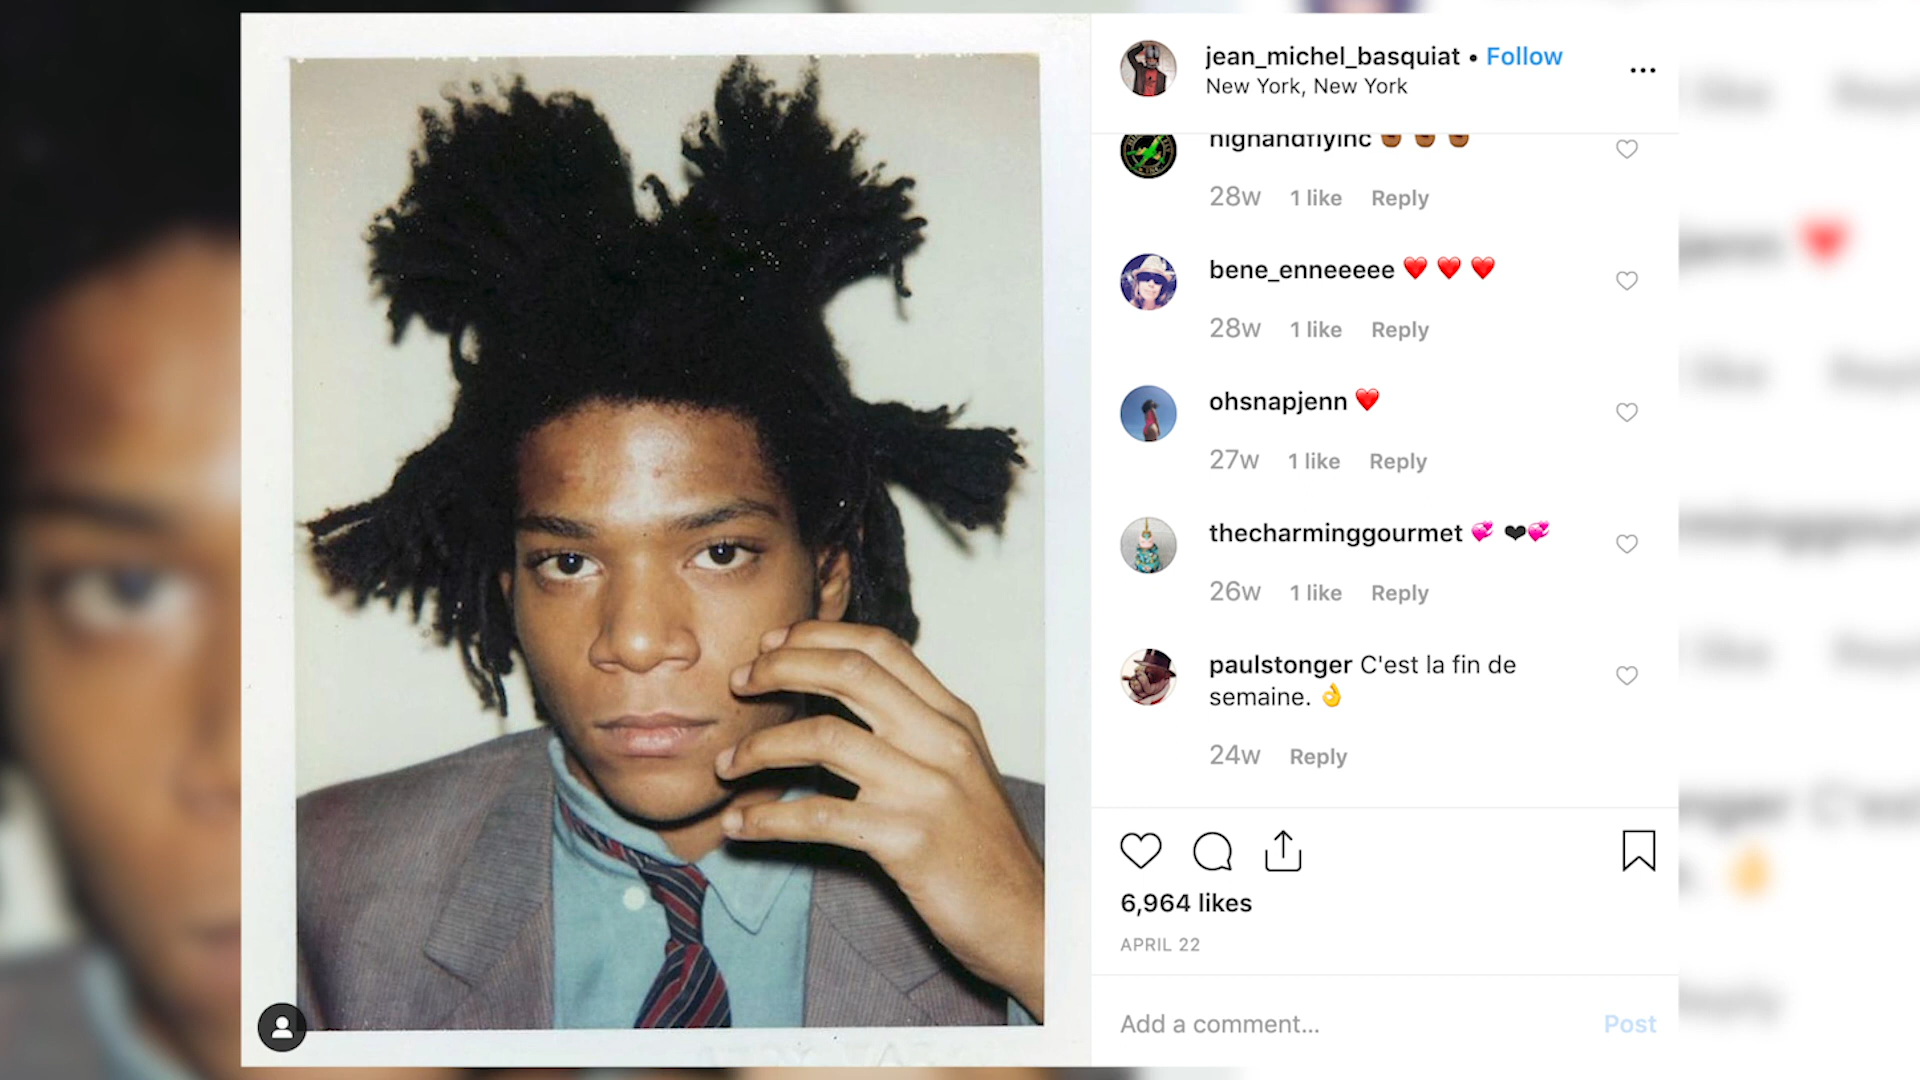 jean_michel_basquiat • Follow
New York, New York
highandflyinc 
28w 1 like Reply
bene_enneeeee ❤️ ❤️ ❤️
28w 1 like Reply
ohsnapjenn ❤️
27w 1 like Reply
thecharminggourmet 💞 ❤💞
26w 1 like Reply
paulstonger C'est la fin de
semaine. 👌
24w Reply
6,964 likes
APRIL 22
Add a comment...
Post